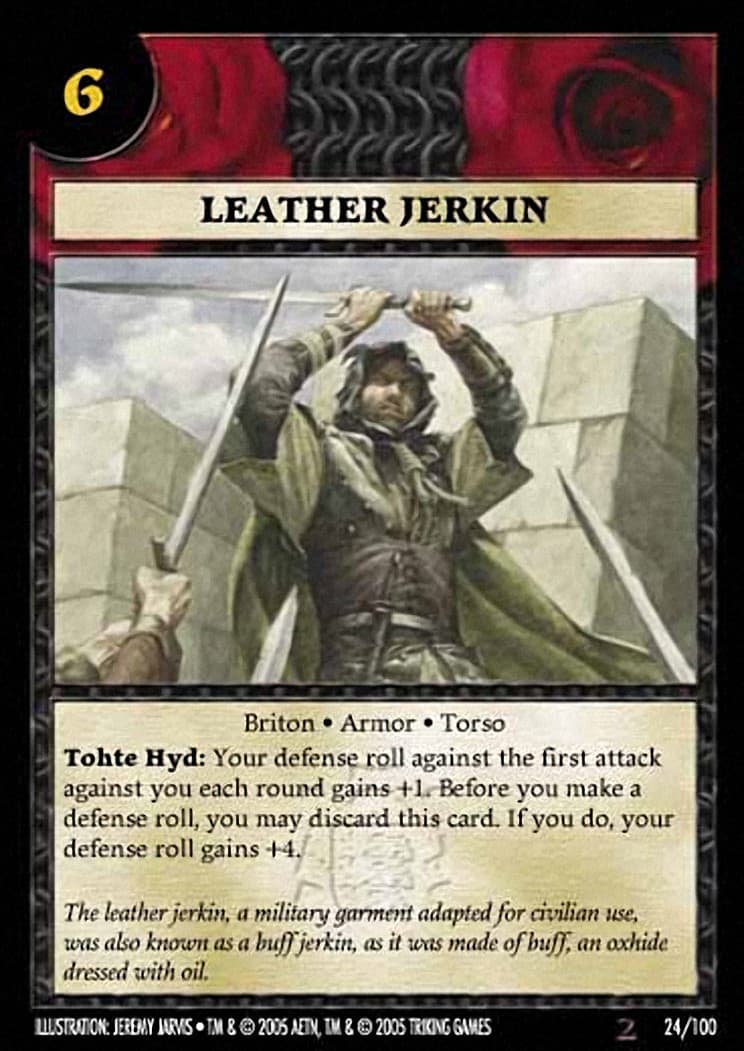 6
LEATHER JERKIN
Briton • Armor • Torso
Tohte Hyd: Your defense roll against the first attack
against you each round gains +1. Before you make a
defense roll, you may discard this card. If you do, your
defense roll gains +4.
The leather jerkin, a military garment adapted for civilian use,
was also known as a buff jerkin, as it was made of buff, an oxhide
dressed with oil.
ILLUSTRATION: JEREMY JARVIS • TM & © 2005 AETN, TM & © 2005 TRIKING GAMES 2 24/100